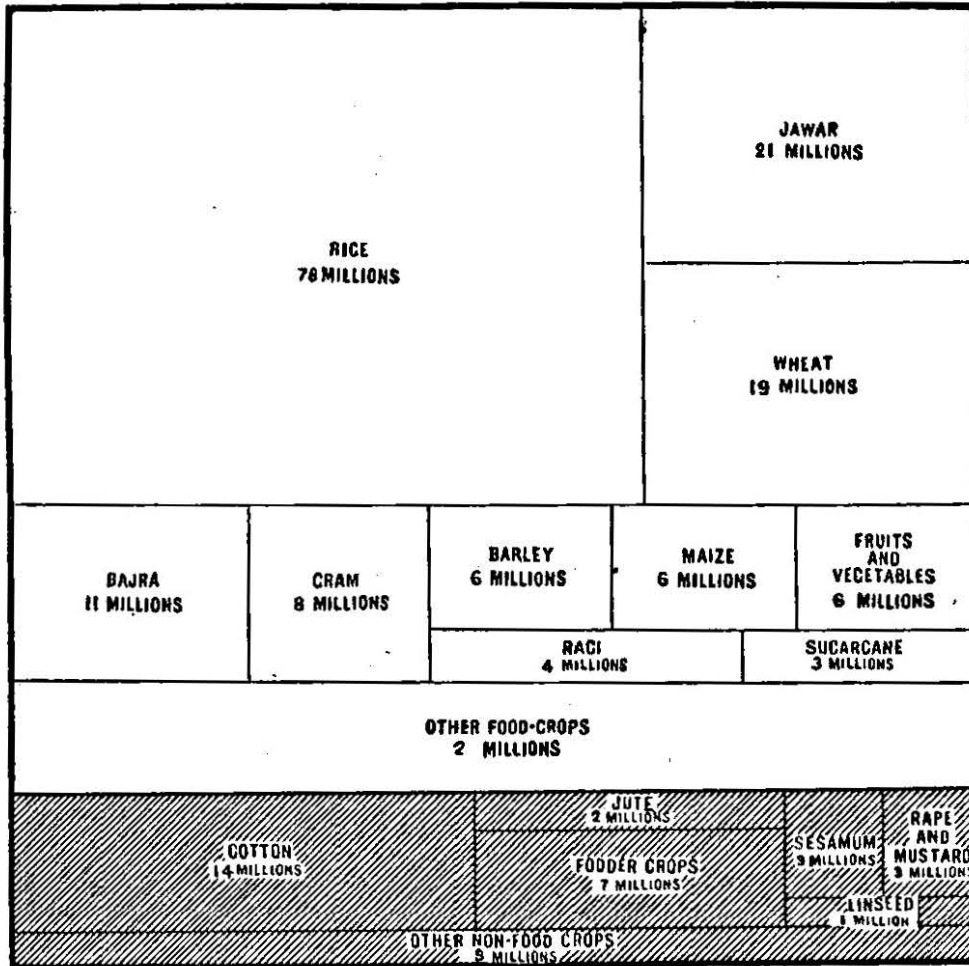 RICE
78 MILLIONS
JAWAR
21 MILLIONS
WHEAT
19 MILLIONS
BAJRA
11 MILLIONS
GRAM
8 MILLIONS
BARLEY
6 MILLIONS
MAIZE
6 MILLIONS
FRUITS
AND
VEGETABLES
6 MILLIONS
RAGI
4 MILLIONS
SUGARCANE
3 MILLIONS
OTHER FOOD-CROPS
2 MILLIONS
COTTON
14 MILLIONS
JUTE
2 MILLIONS
FODDER CROPS
7 MILLIONS
SESAMUM
3 MILLIONS
RAPE
AND
MUSTARD
3 MILLIONS
LINSEED
1 MILLION
OTHER NON-FOOD CROPS
MILLIONS